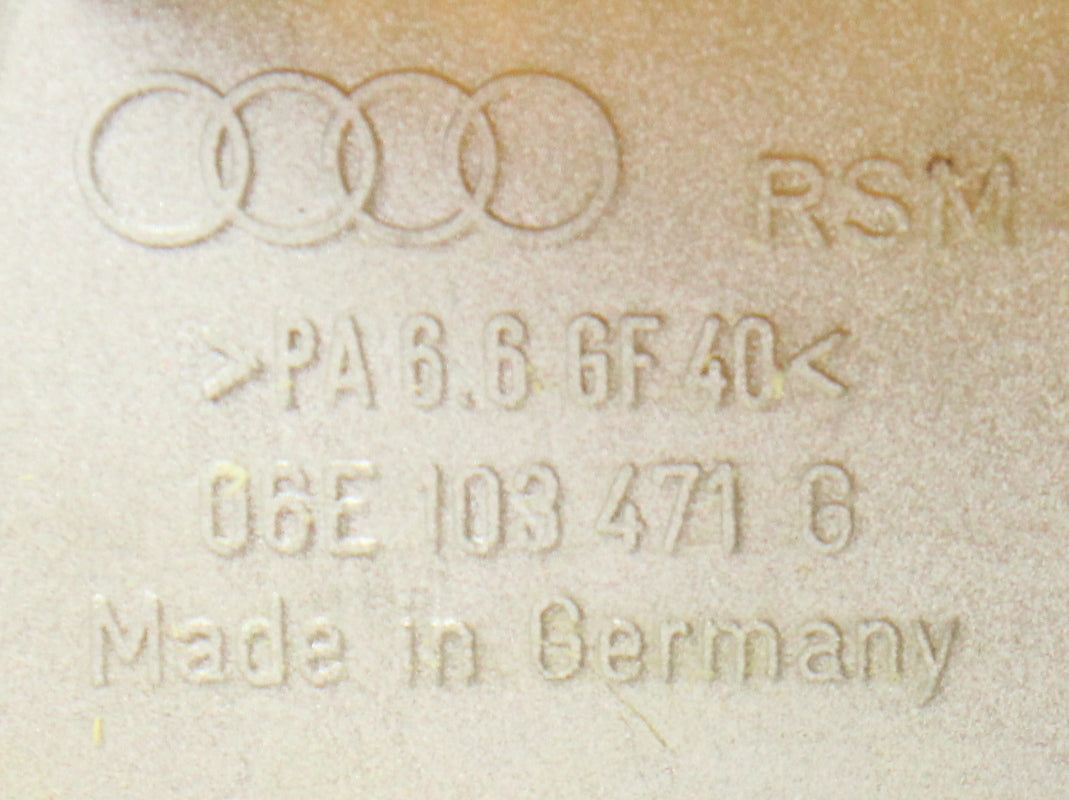 RSM
>PA 6.6 GF 40<
06E 103 471 G
Made in Germany